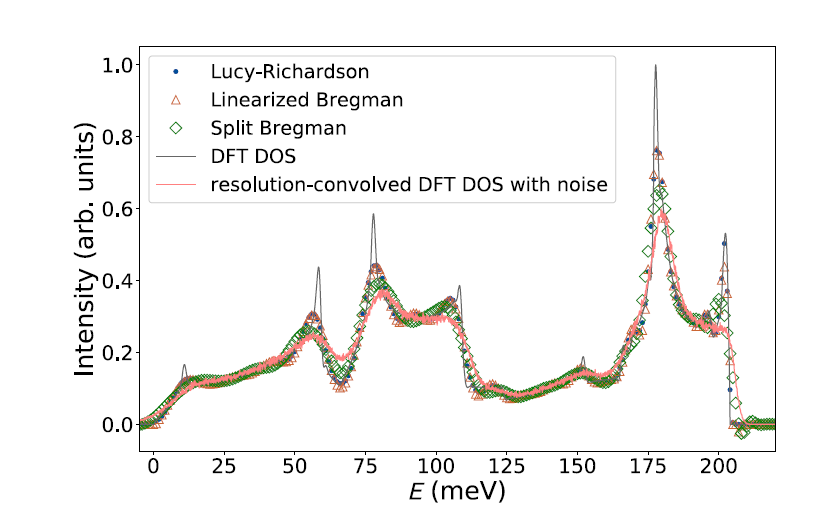 Lucy-Richardson
Linearized Bregman
Split Bregman
DFT DOS
resolution-convolved DFT DOS with noise
Intensity (arb. units)
1.0
0.8
0.6
0.4
0.2
0.0
0 25 50 75 100 125 150 175 200
E (meV)